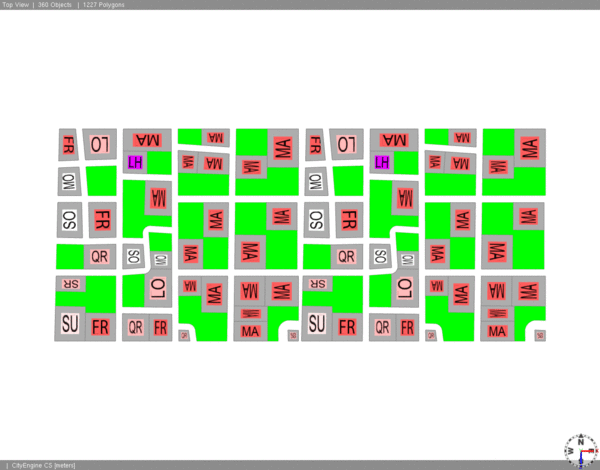 Top View | 360 Objects | 1227 Polygons
FR LO MA MA MA FR LO MA MA MA
LH MA MA MA LH MA MA MA
OM MA OM MA
SO FR MA MA SO FR MA MA
QR SO OM MA MA QR SO OM MA MA
SR LO MA MA MA MA SR LO MA MA MA MA
MA MA
SU FR QR FR MA SU FR QR FR MA
N
W
| CityEngine CS [meters]